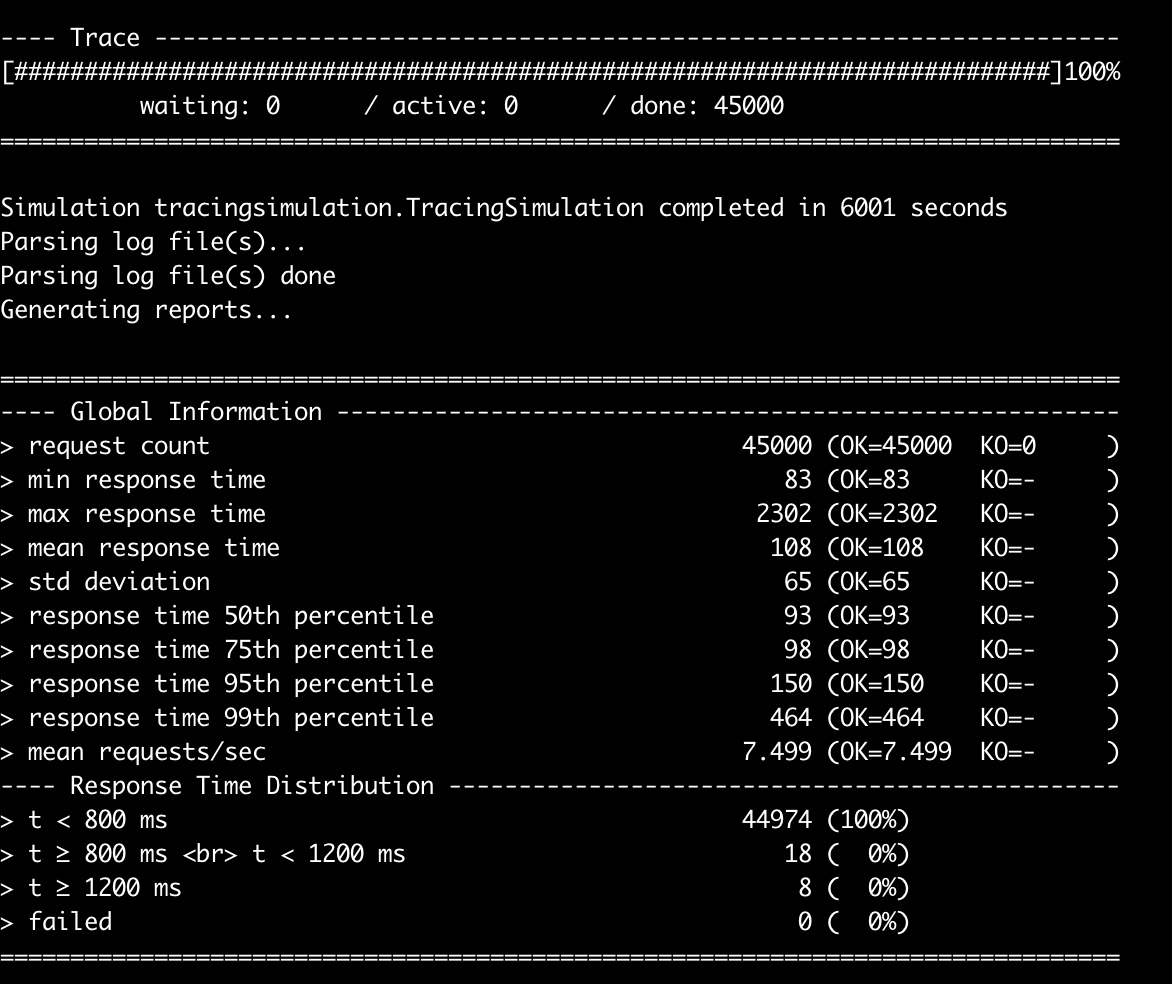 ---- Trace ---------------------------------------------------------------------
[##########################################################################]100%
          waiting: 0      / active: 0      / done: 45000
================================================================================
Simulation tracingsimulation.TracingSimulation completed in 6001 seconds
Parsing log file(s)...
Parsing log file(s) done
Generating reports...
================================================================================
---- Global Information --------------------------------------------------------
> request count                                      45000 (OK=45000  KO=0     )
> min response time                                     83 (OK=83     KO=-     )
> max response time                                   2302 (OK=2302   KO=-     )
> mean response time                                   108 (OK=108    KO=-     )
> std deviation                                         65 (OK=65     KO=-     )
> response time 50th percentile                         93 (OK=93     KO=-     )
> response time 75th percentile                         98 (OK=98     KO=-     )
> response time 95th percentile                        150 (OK=150    KO=-     )
> response time 99th percentile                        464 (OK=464    KO=-     )
> mean requests/sec                                  7.499 (OK=7.499  KO=-     )
---- Response Time Distribution ------------------------------------------------
> t < 800 ms                                         44974 (100%)
> t ≥ 800 ms <br> t < 1200 ms                           18 (  0%)
> t ≥ 1200 ms                                            8 (  0%)
> failed                                                 0 (  0%)
================================================================================